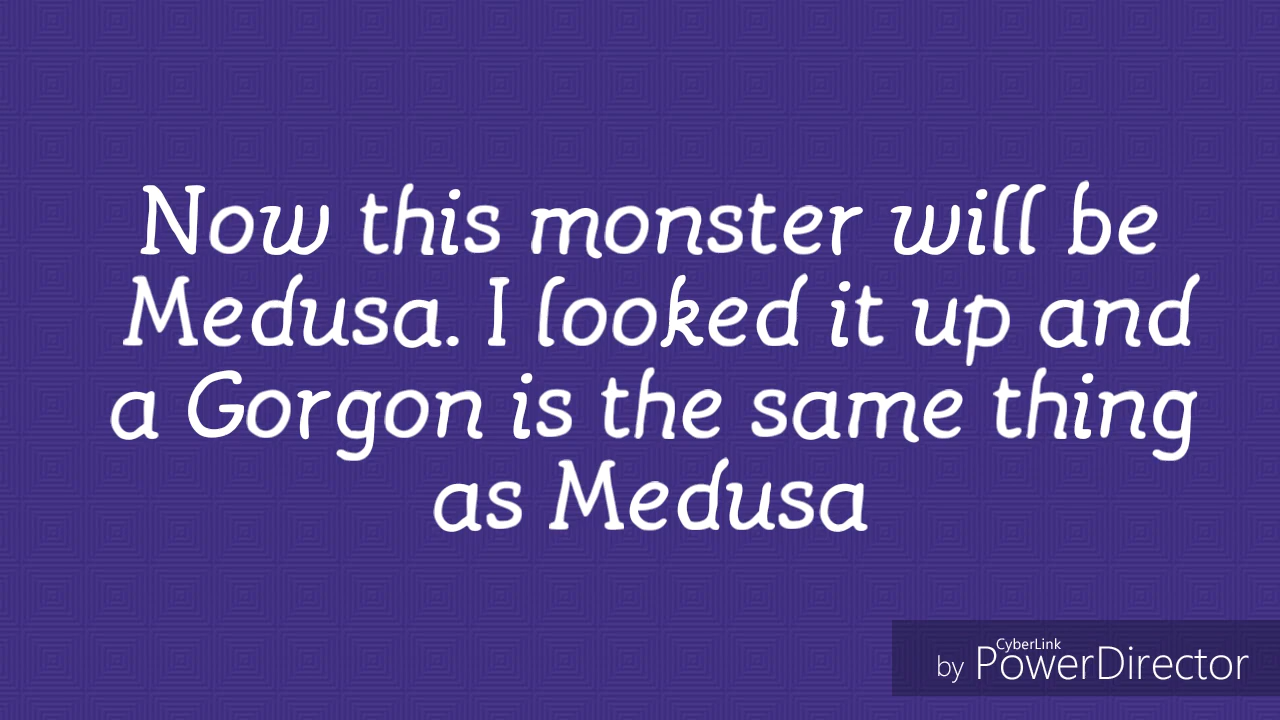 Now this monster will be
Medusa. I looked it up and
a Gorgon is the same thing
as Medusa
CyberLink
by PowerDirector